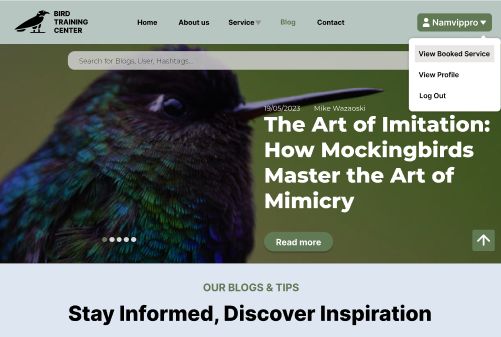 BIRD
TRAINING
CENTER
Home
About us
Service
Blog
Contact
Namvippro
View Booked Service
View Profile
Log Out
Search for Blogs, User, Hashtags...
19/05/2023 Mike Wazaoski
The Art of Imitation:
How Mockingbirds
Master the Art of
Mimicry
Read more
OUR BLOGS & TIPS
Stay Informed, Discover Inspiration